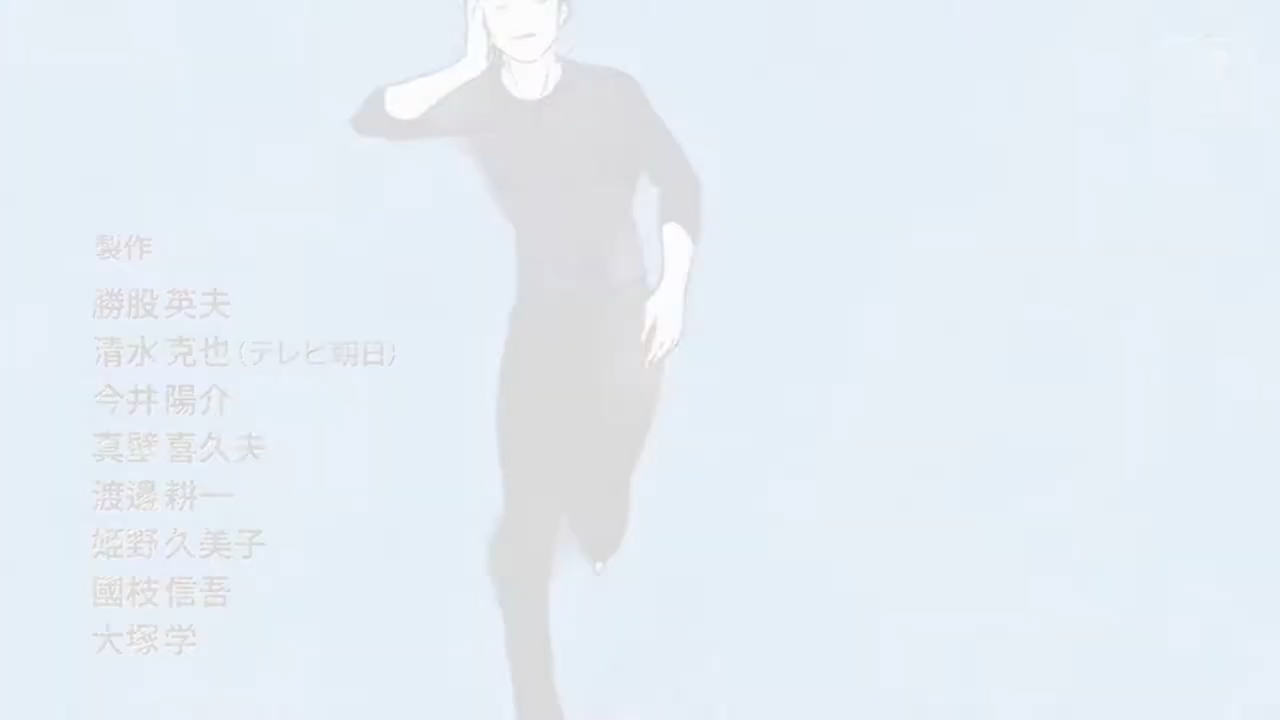 製作
勝股 英夫
清水 克也(テレビ朝日)
今井 陽介
真壁 喜久夫
渡邊 耕一
姫野 久美子
國枝 信吾
大塚 学